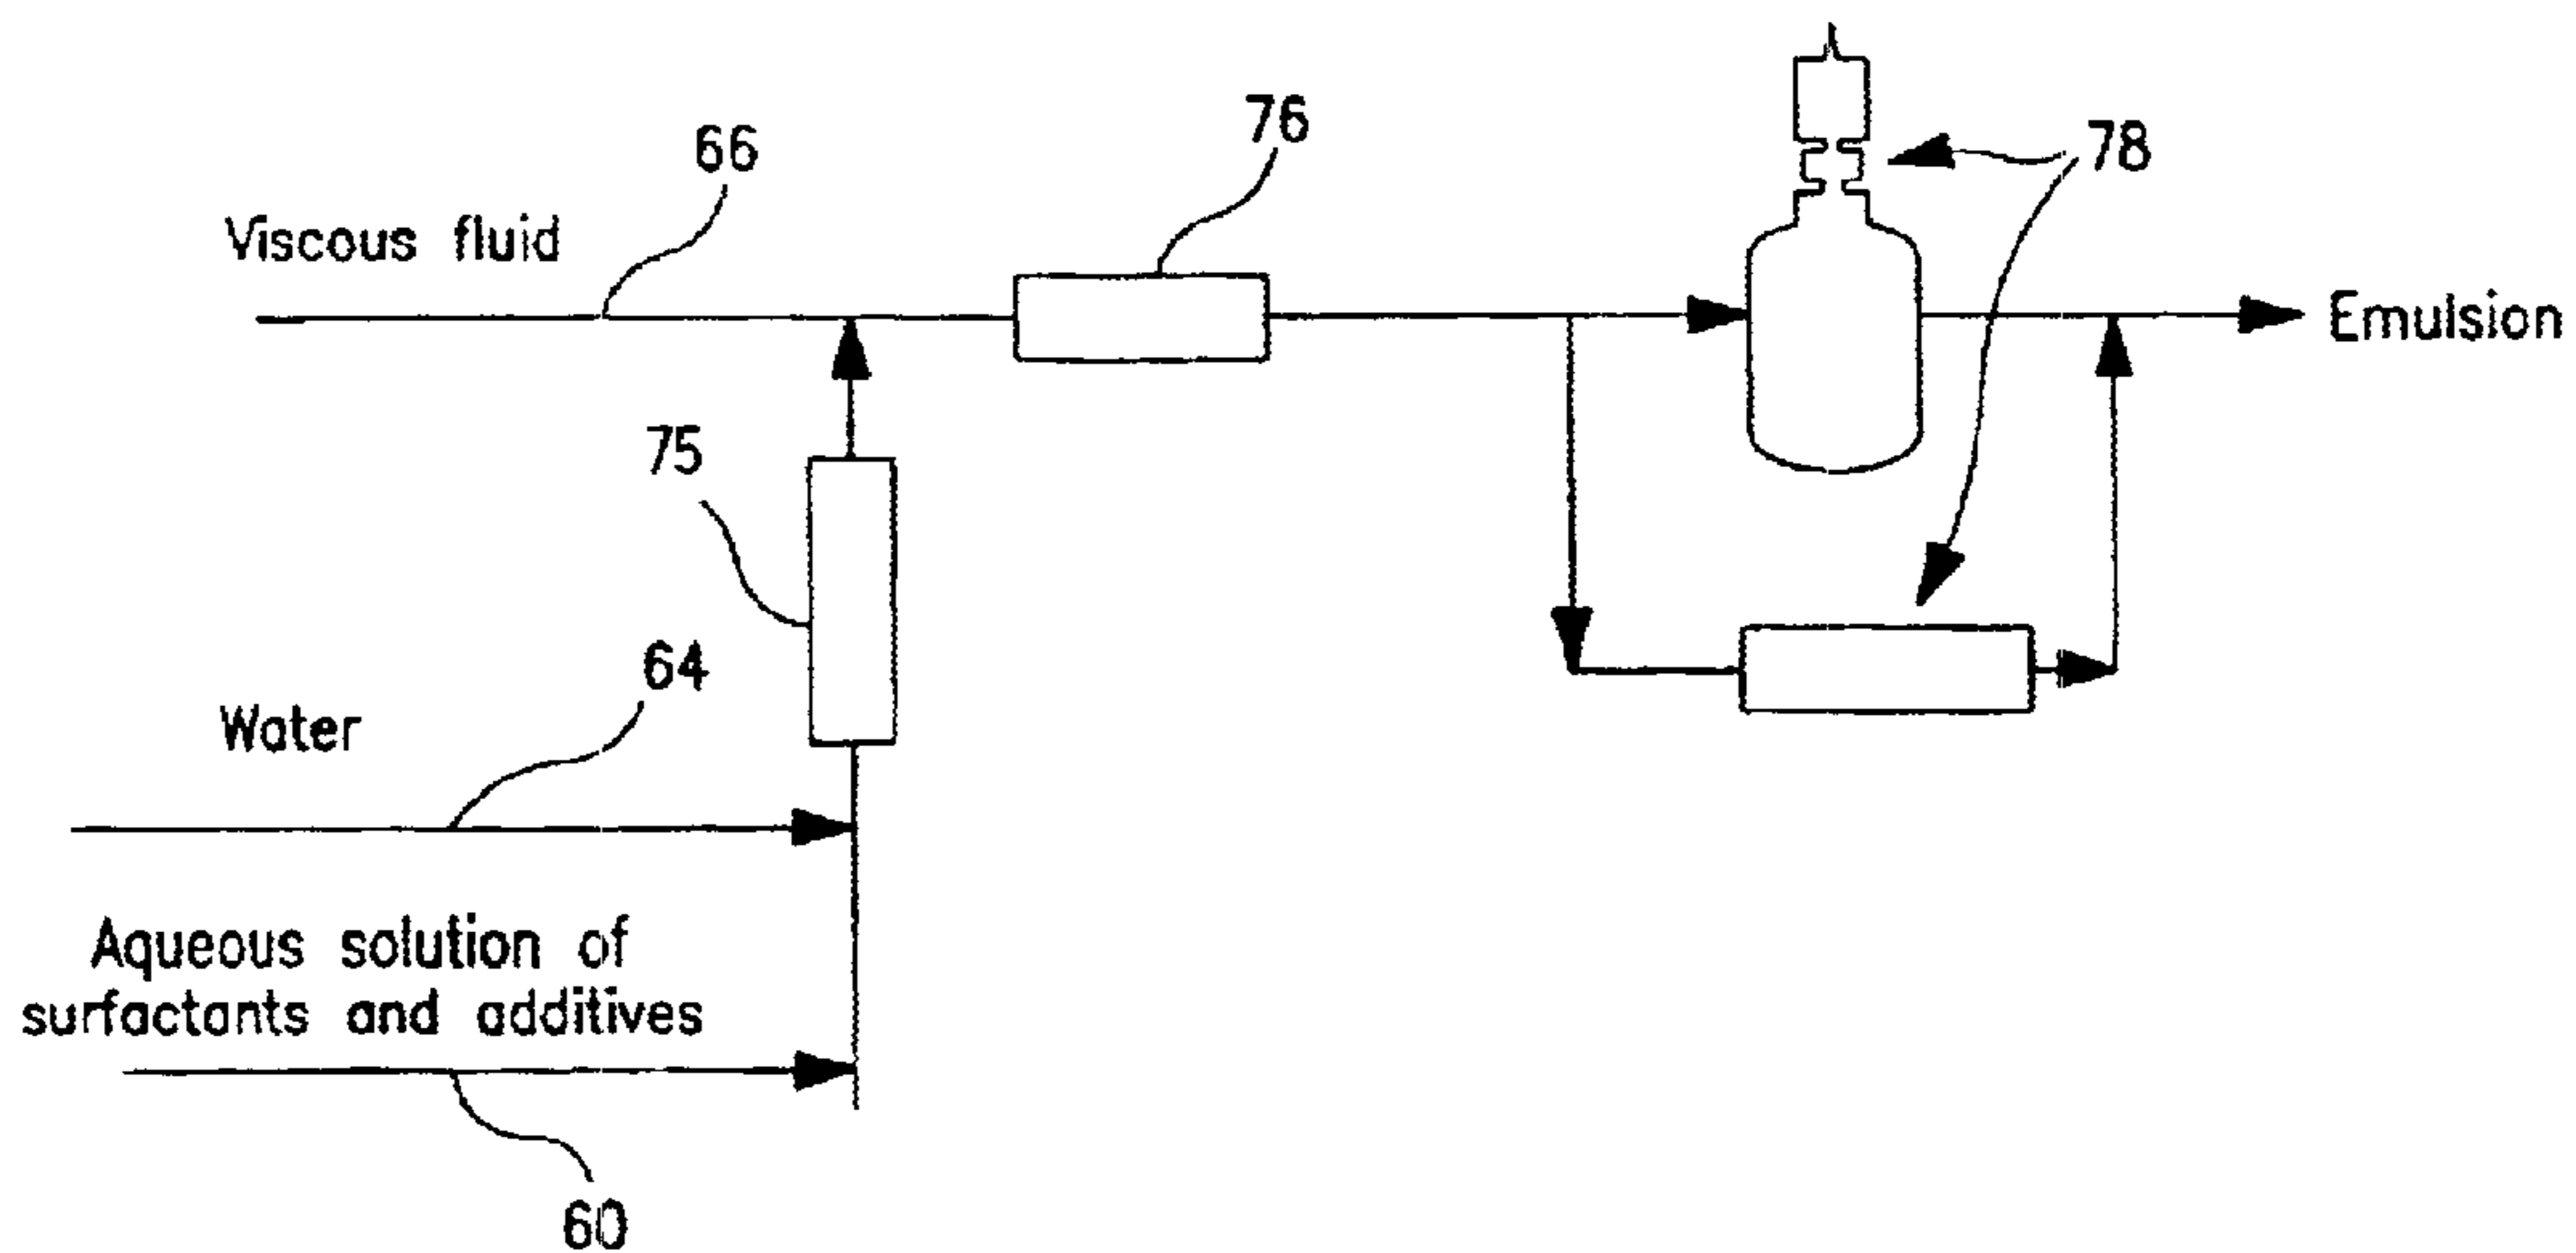 76
78
66
Viscous fluid
Emulsion
75
64
Water
Aqueous solution of
surfactants and additives
60